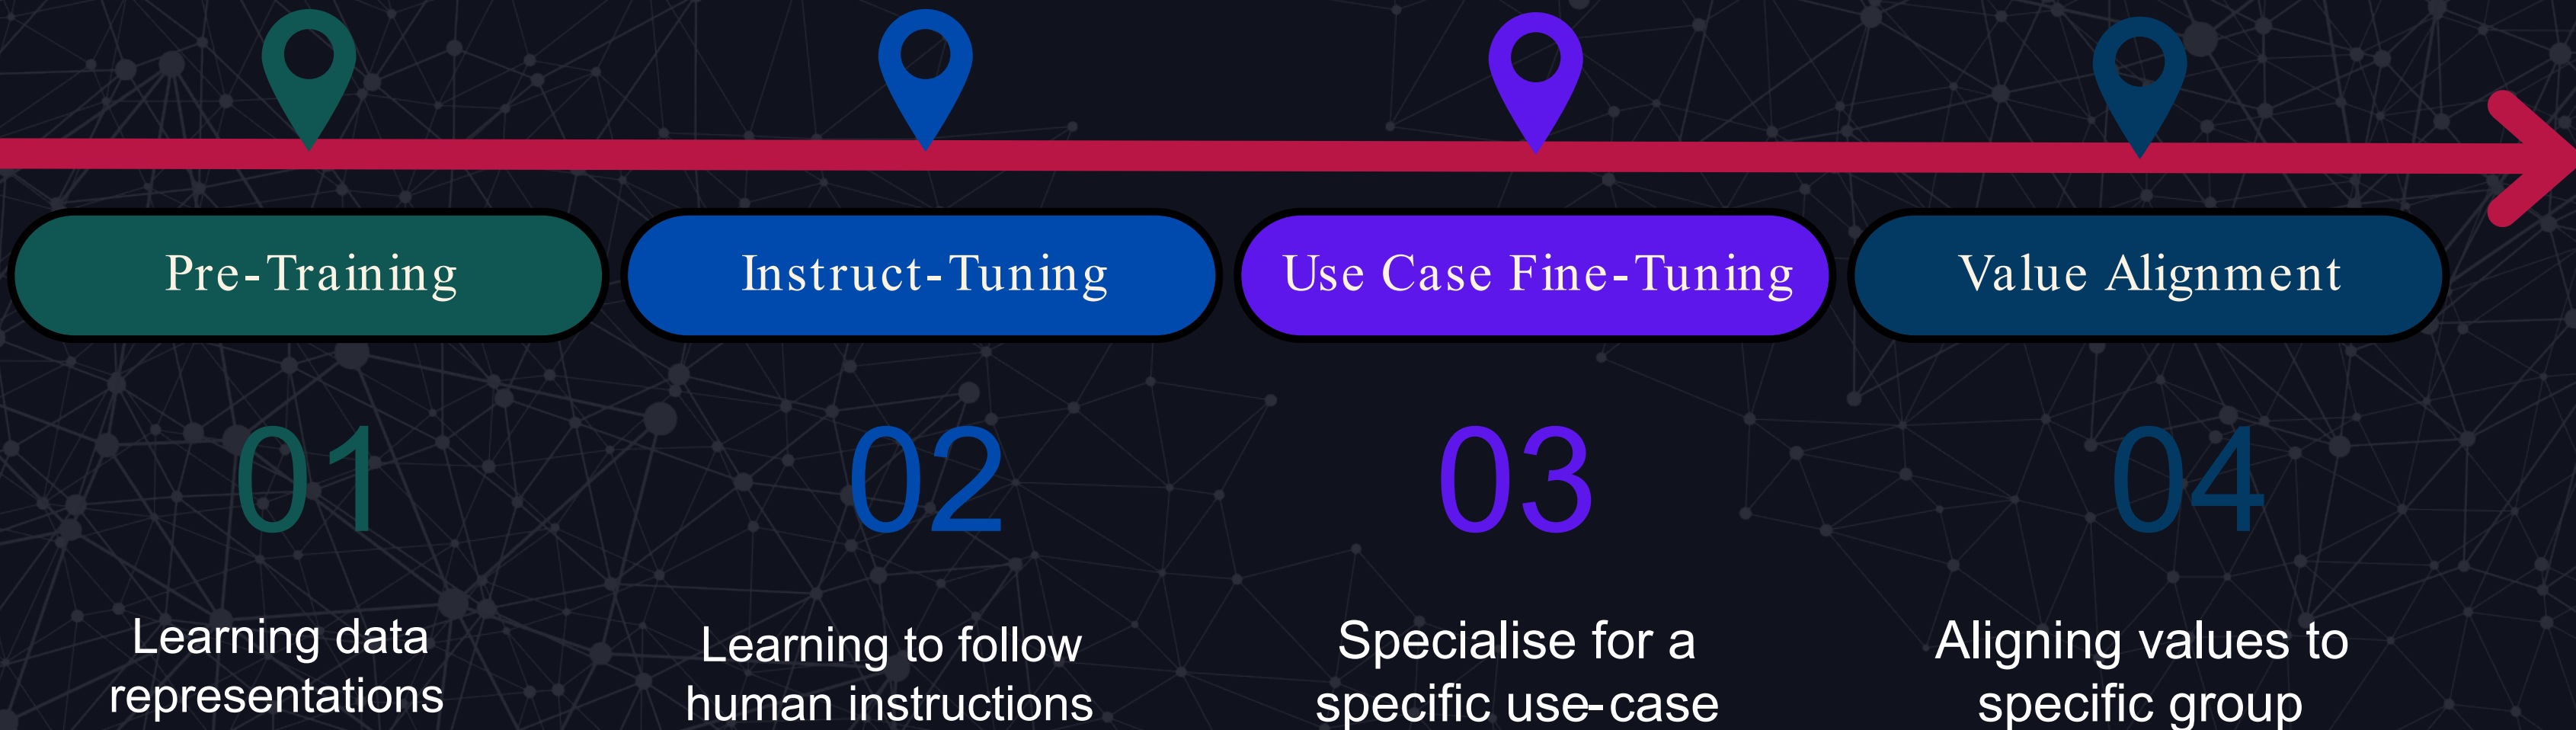 Pre-Training
Instruct-Tuning
Use Case Fine-Tuning
Value Alignment
01
02
03
04
Learning data
representations
Learning to follow
human instructions
Specialise for a
specific use-case
Aligning values to
specific group